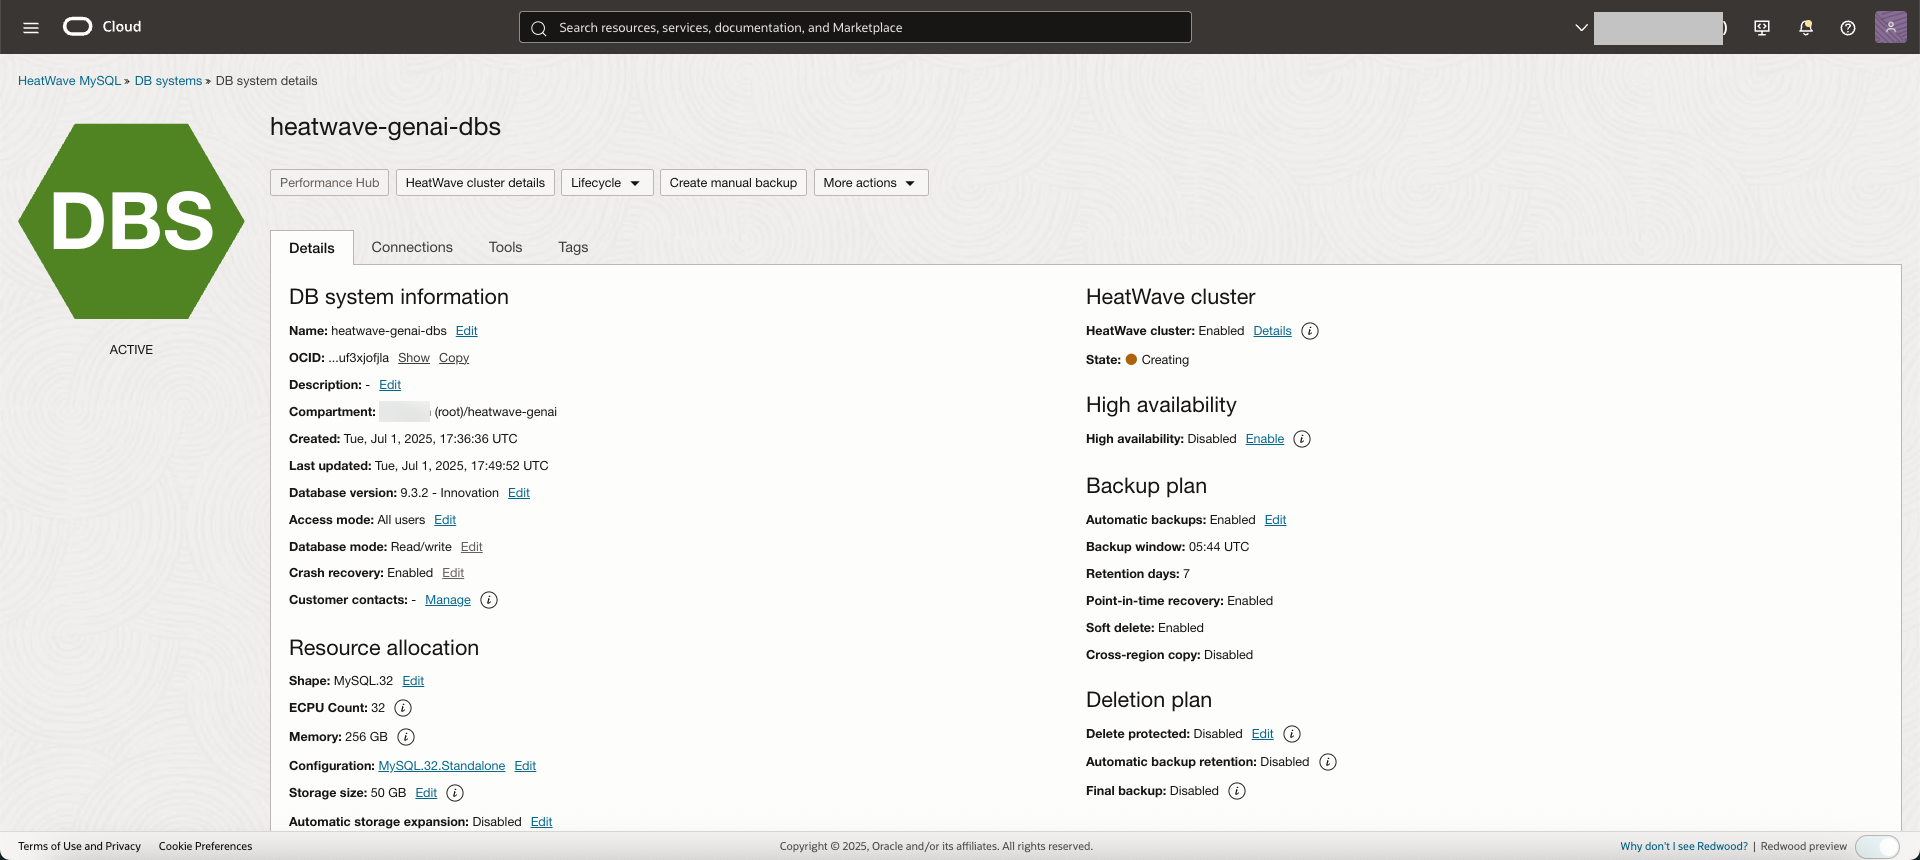 Cloud
Search resources, services, documentation, and Marketplace
HeatWave MySQL » DB systems » DB system details
DBS
ACTIVE
heatwave-genai-dbs
Performance Hub
HeatWave cluster details
Lifecycle
Create manual backup
More actions
Details
Connections
Tools
Tags
DB system information
Name: heatwave-genai-dbs Edit
OCID: ...uf3xjofjla Show Copy
Description: - Edit
Compartment: (root)/heatwave-genai
Created: Tue, Jul 1, 2025, 17:36:36 UTC
Last updated: Tue, Jul 1, 2025, 17:49:52 UTC
Database version: 9.3.2 - Innovation Edit
Access mode: All users Edit
Database mode: Read/write Edit
Crash recovery: Enabled Edit
Customer contacts: - Manage
Resource allocation
Shape: MySQL.32 Edit
ECPU Count: 32
Memory: 256 GB
Configuration: MySQL.32.Standalone Edit
Storage size: 50 GB Edit
Automatic storage expansion: Disabled Edit
HeatWave cluster
HeatWave cluster: Enabled Details
State: Creating
High availability
High availability: Disabled Enable
Backup plan
Automatic backups: Enabled Edit
Backup window: 05:44 UTC
Retention days: 7
Point-in-time recovery: Enabled
Soft delete: Enabled
Cross-region copy: Disabled
Deletion plan
Delete protected: Disabled Edit
Automatic backup retention: Disabled
Final backup: Disabled
Terms of Use and Privacy
Cookie Preferences
Copyright © 2025, Oracle and/or its affiliates. All rights reserved.
Why don't I see Redwood? | Redwood preview